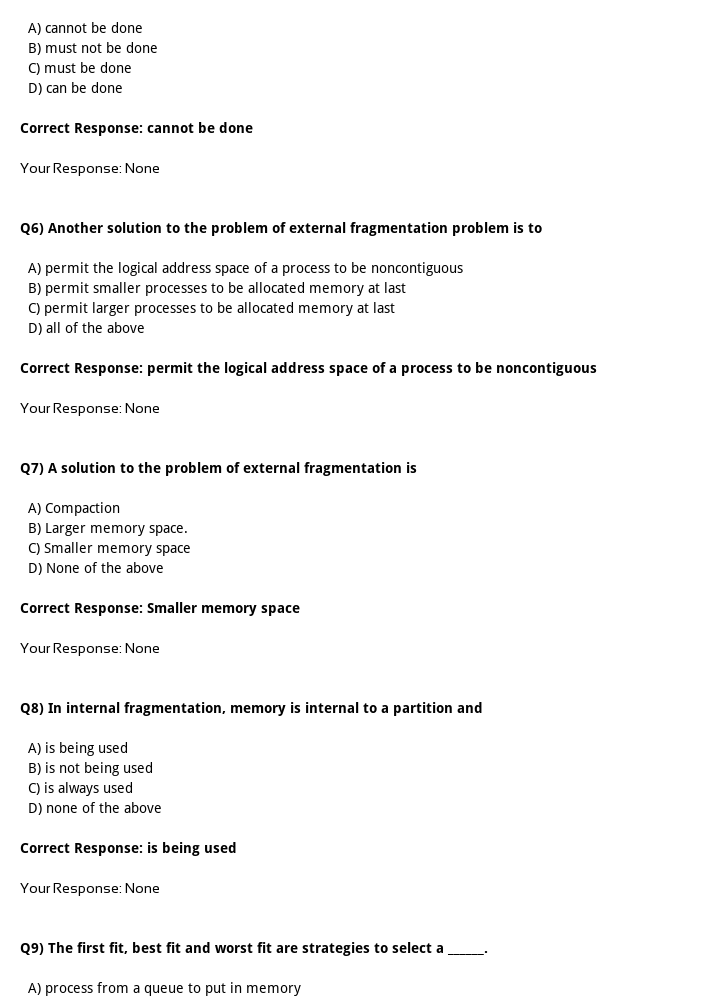 A) cannot be done
B) must not be done
C) must be done
D) can be done
Correct Response: cannot be done
Your Response: None
Q6) Another solution to the problem of external fragmentation problem is to
A) permit the logical address space of a process to be noncontiguous
B) permit smaller processes to be allocated memory at last
C) permit larger processes to be allocated memory at last
D) all of the above
Correct Response: permit the logical address space of a process to be noncontiguous
Your Response: None
Q7) A solution to the problem of external fragmentation is
A) Compaction
B) Larger memory space.
C) Smaller memory space
D) None of the above
Correct Response: Smaller memory space
Your Response: None
Q8) In internal fragmentation, memory is internal to a partition and
A) is being used
B) is not being used
C) is always used
D) none of the above
Correct Response: is being used
Your Response: None
Q9) The first fit, best fit and worst fit are strategies to select a ______.
A) process from a queue to put in memory